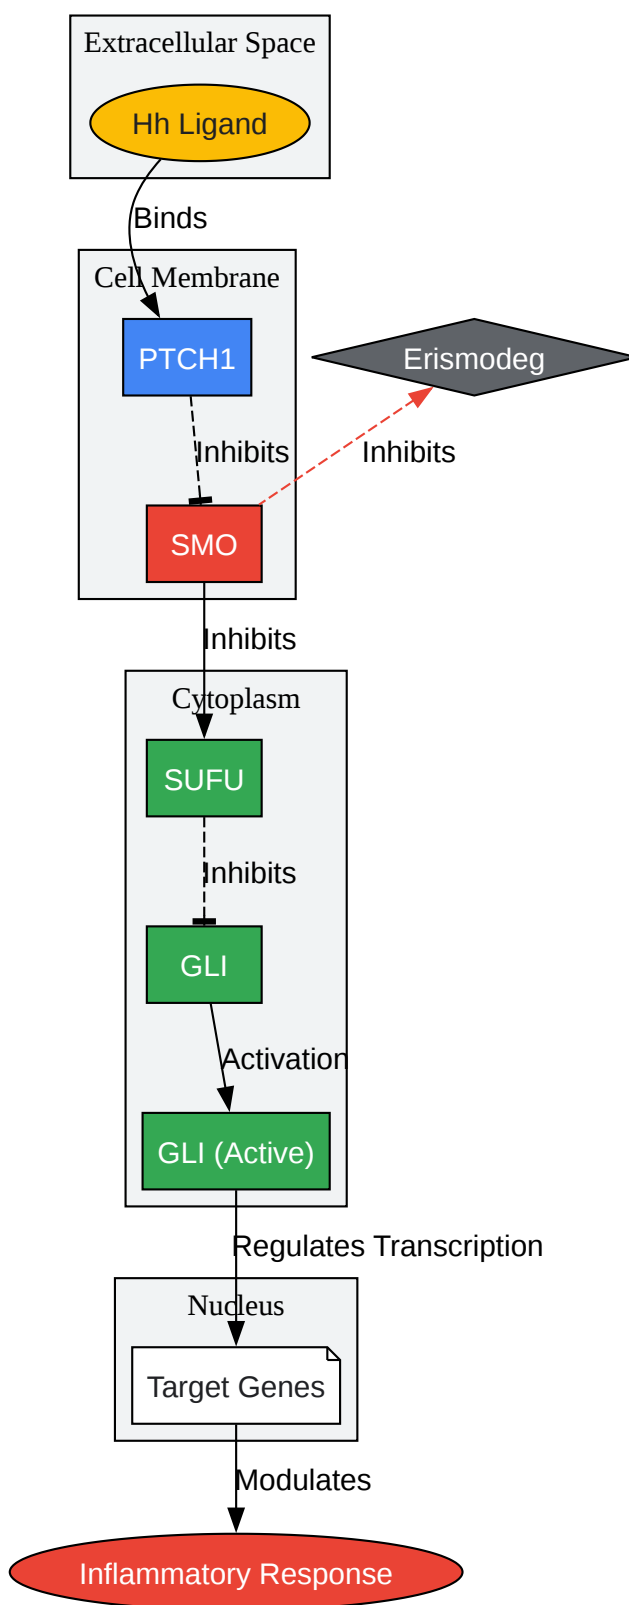 Extracellular Space
Hh Ligand
Binds
Cell Membrane
PTCH1
Erismodeg
Inhibits
Inhibits
SMO
Inhibits
Cytoplasm
SUFU
Inhibits
GLI
Activation
GLI (Active)
Regulates Transcription
Nucleus
Target Genes
Modulates
Inflammatory Response